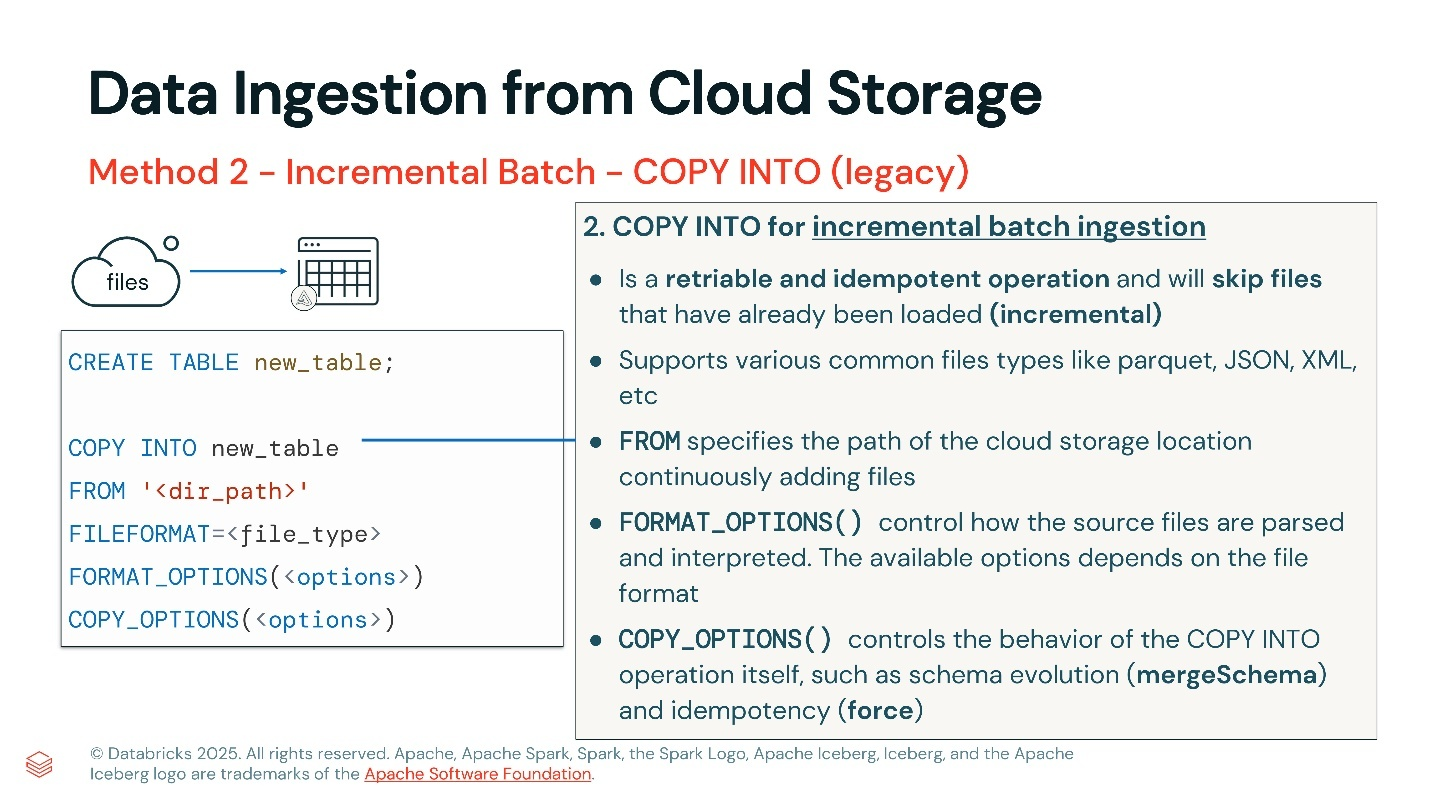 Data Ingestion from Cloud Storage
Method 2 - Incremental Batch - COPY INTO (legacy)
files
CREATE TABLE new_table;
COPY INTO new_table
FROM '<dir_path>'
FILEFORMAT=<file_type>
FORMAT_OPTIONS(<options>)
COPY_OPTIONS(<options>)
2. COPY INTO for incremental batch ingestion
● Is a retriable and idempotent operation and will skip files
that have already been loaded (incremental)
● Supports various common files types like parquet, JSON, XML,
etc
● FROM specifies the path of the cloud storage location
continuously adding files
● FORMAT_OPTIONS() control how the source files are parsed
and interpreted. The available options depends on the file
format
● COPY_OPTIONS() controls the behavior of the COPY INTO
operation itself, such as schema evolution (mergeSchema)
and idempotency (force)
© Databricks 2025. All rights reserved. Apache, Apache Spark, Spark, the Spark Logo, Apache Iceberg, Iceberg, and the Apache
Iceberg logo are trademarks of the Apache Software Foundation.